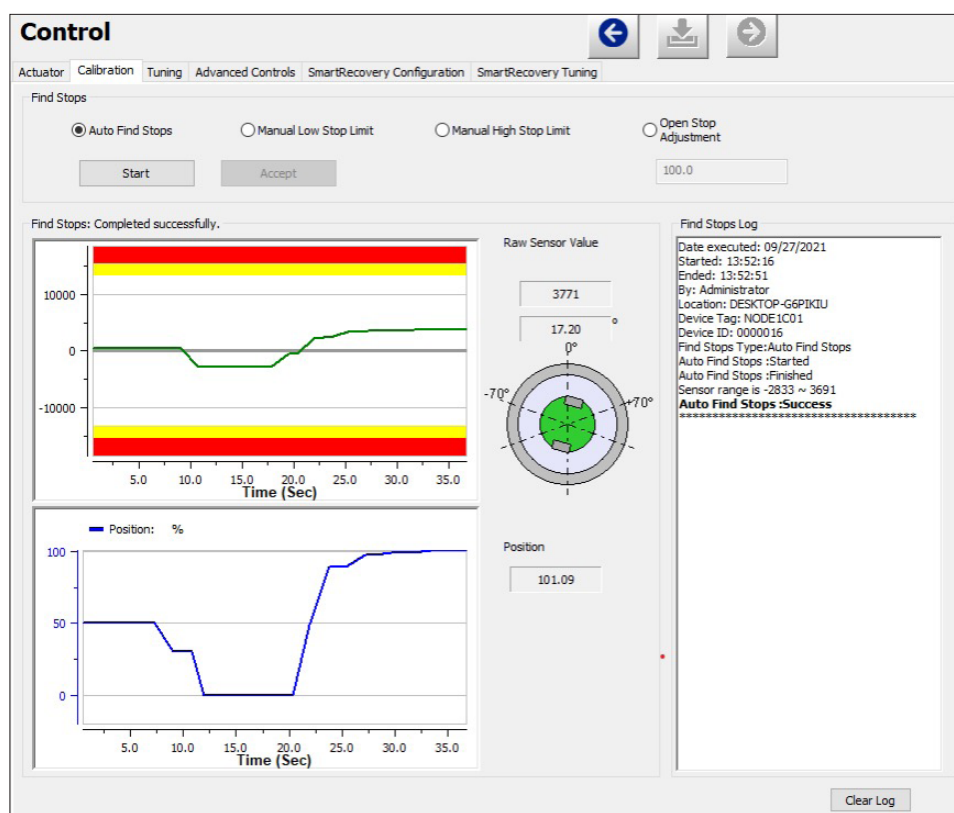 Control
Actuator Calibration Tuning Advanced Controls SmartRecovery Configuration SmartRecovery Tuning
Find Stops
Auto Find Stops Manual Low Stop Limit Manual High Stop Limit Open Stop
Adjustment
Start Accept 100.0
Find Stops: Completed successfully.
10000
0
-10000
5.0 10.0 15.0 20.0 25.0 30.0 35.0
Time (Sec)
Raw Sensor Value
3771
17.20 °
0°
-70° +70°
Position: %
100
50
0
5.0 10.0 15.0 20.0 25.0 30.0 35.0
Time (Sec)
Position
101.09
Find Stops Log
Date executed: 09/27/2021
Started: 13:52:16
Ended: 13:52:51
By: Administrator
Location: DESKTOP-G6PIKIU
Device Tag: NODE1C01
Device ID: 0000016
Find Stops Type:Auto Find Stops
Auto Find Stops :Started
Auto Find Stops :Finished
Sensor range is -2833 ~ 3691
Auto Find Stops :Success
************************************
Clear Log